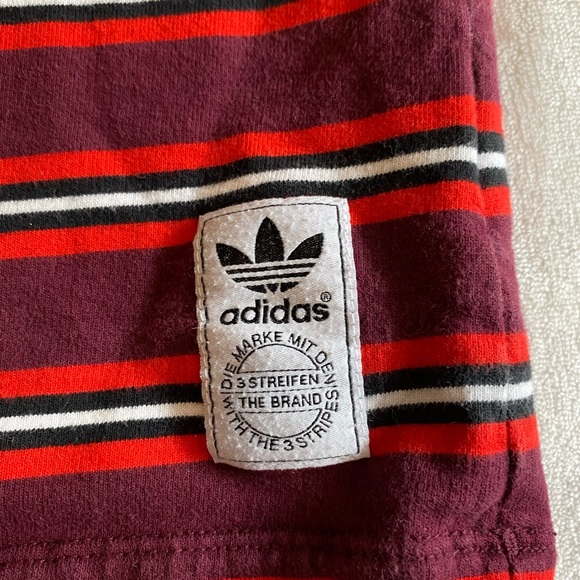 adidas®
DIE MARKE MIT DEN
3 STREIFEN
THE BRAND
WITH THE 3 STRIPES